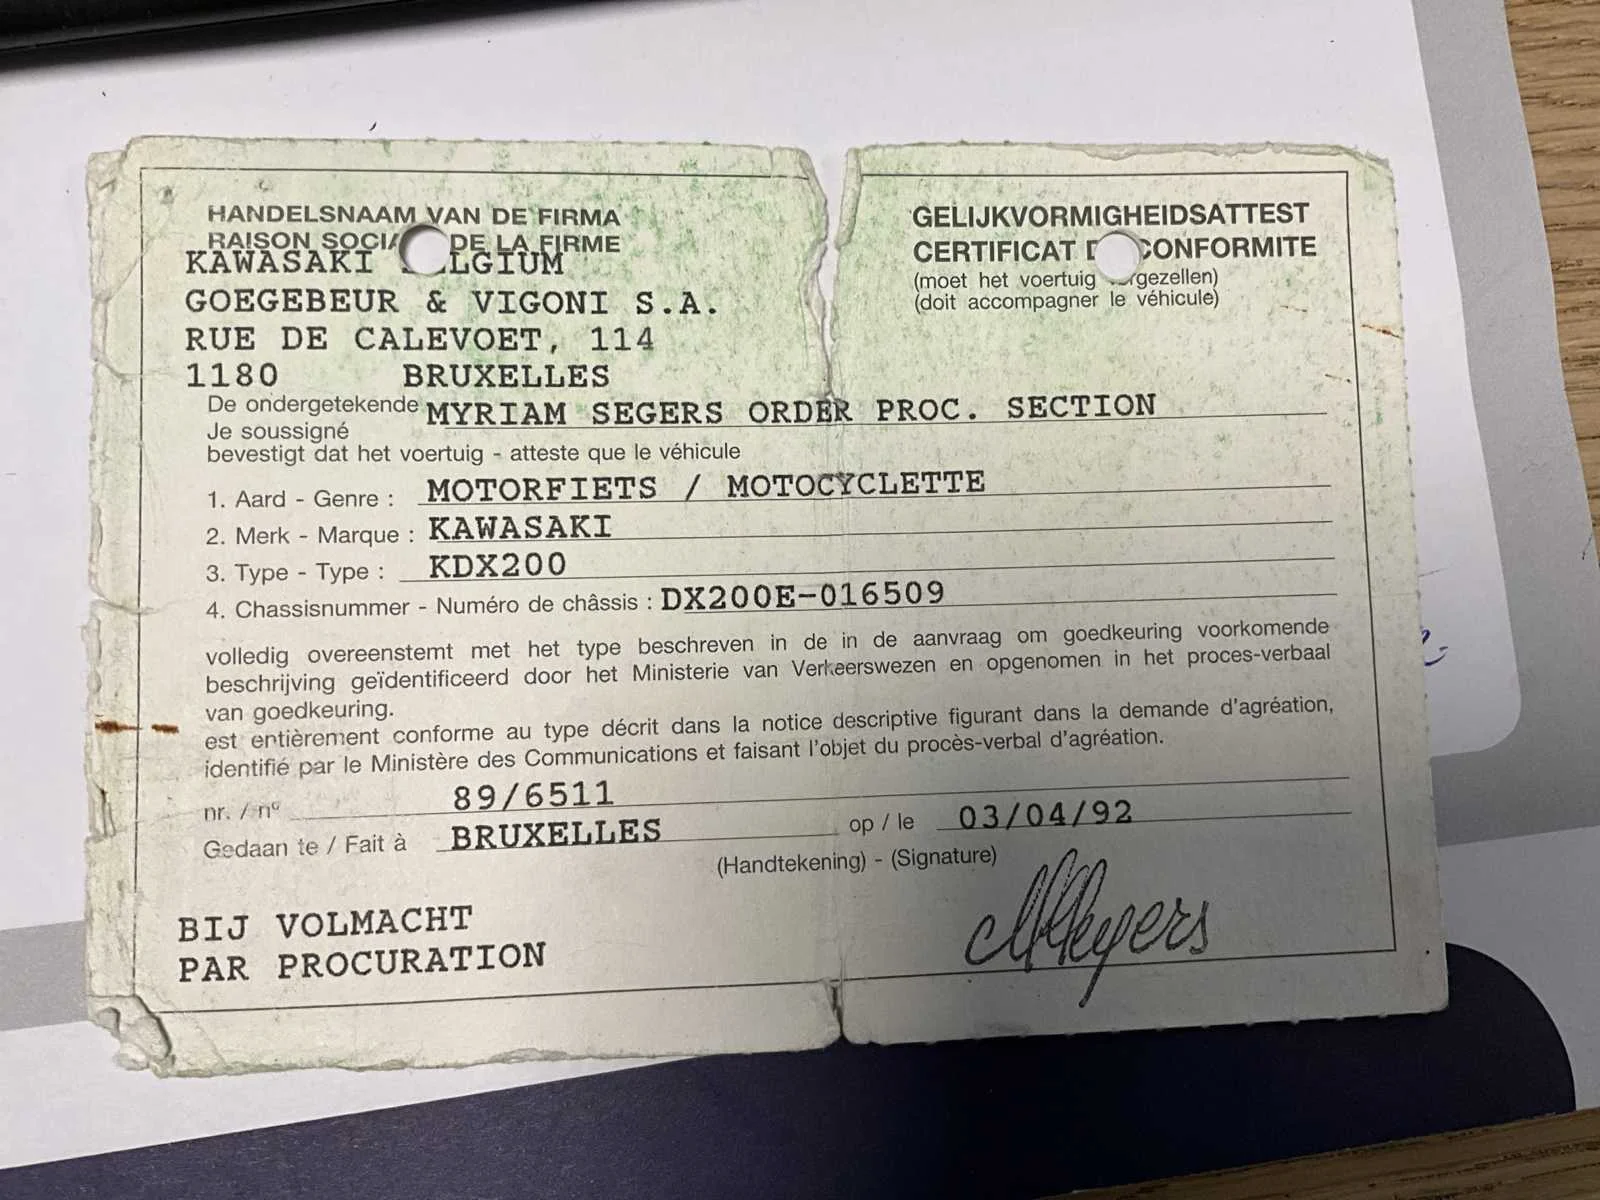 HANDELSNAAM VAN DE FIRMA
RAISON SOCI DE LA FIRME
KAWASAKI LGIUM
GOEGEBEUR & VIGONI S.A.
RUE DE CALEVOET, 114
1180 BRUXELLES
GELIJKVORMIGHEIDSATTEST
CERTIFICAT D CONFORMITE
(moet het voertuig rgezellen)
(doit accompagner le véhicule)
De ondergetekende MYRIAM SEGERS ORDER PROC. SECTION
Je soussigné
bevestigt dat het voertuig - atteste que le véhicule
1. Aard - Genre : MOTORFIETS / MOTOCYCLETTE
2. Merk - Marque : KAWASAKI
3. Type - Type : KDX200
4. Chassisnummer - Numéro de châssis : DX200E-016509
volledig overeenstemt met het type beschreven in de in de aanvraag om goedkeuring voorkomende
beschrijving geïdentificeerd door het Ministerie van Verkeerswezen en opgenomen in het proces-verbaal
van goedkeuring.
est entièrement conforme au type décrit dans la notice descriptive figurant dans la demande d'agréation,
identifié par le Ministère des Communications et faisant l'objet du procès-verbal d'agréation.
nr. / nº 89/6511
Gedaan te / Fait à BRUXELLES op / le 03/04/92
(Handtekening) - (Signature)
BIJ VOLMACHT
PAR PROCURATION